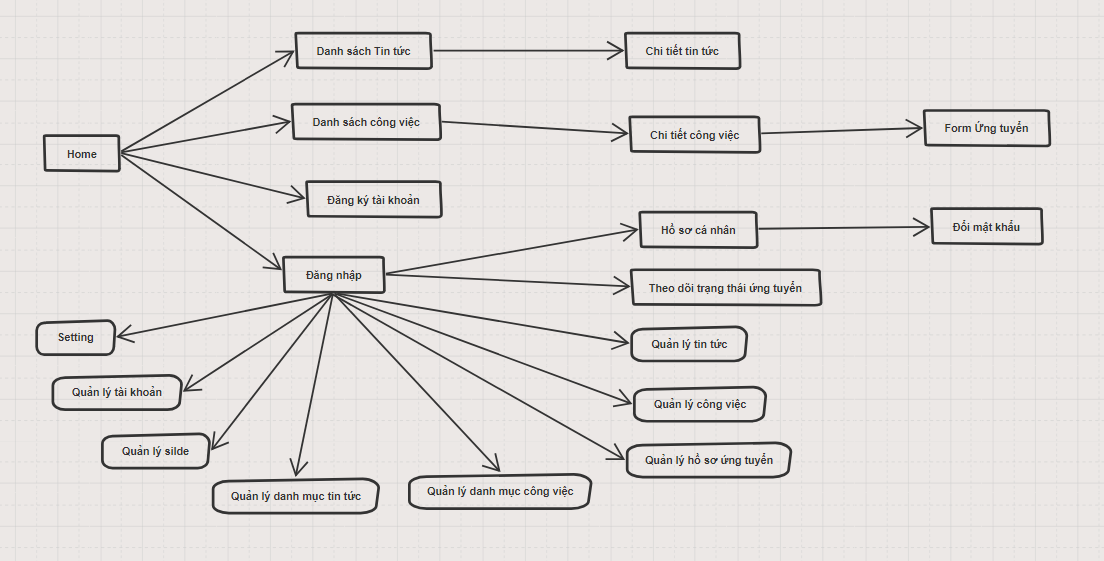 Danh sách Tin tức
Chi tiết tin tức
Danh sách công việc
Chi tiết công việc
Form Ứng tuyển
Home
Đăng ký tài khoản
Hồ sơ cá nhân
Đổi mật khẩu
Đăng nhập
Theo dõi trạng thái ứng tuyển
Setting
Quản lý tin tức
Quản lý tài khoản
Quản lý công việc
Quản lý silde
Quản lý hồ sơ ứng tuyển
Quản lý danh mục tin tức
Quản lý danh mục công việc